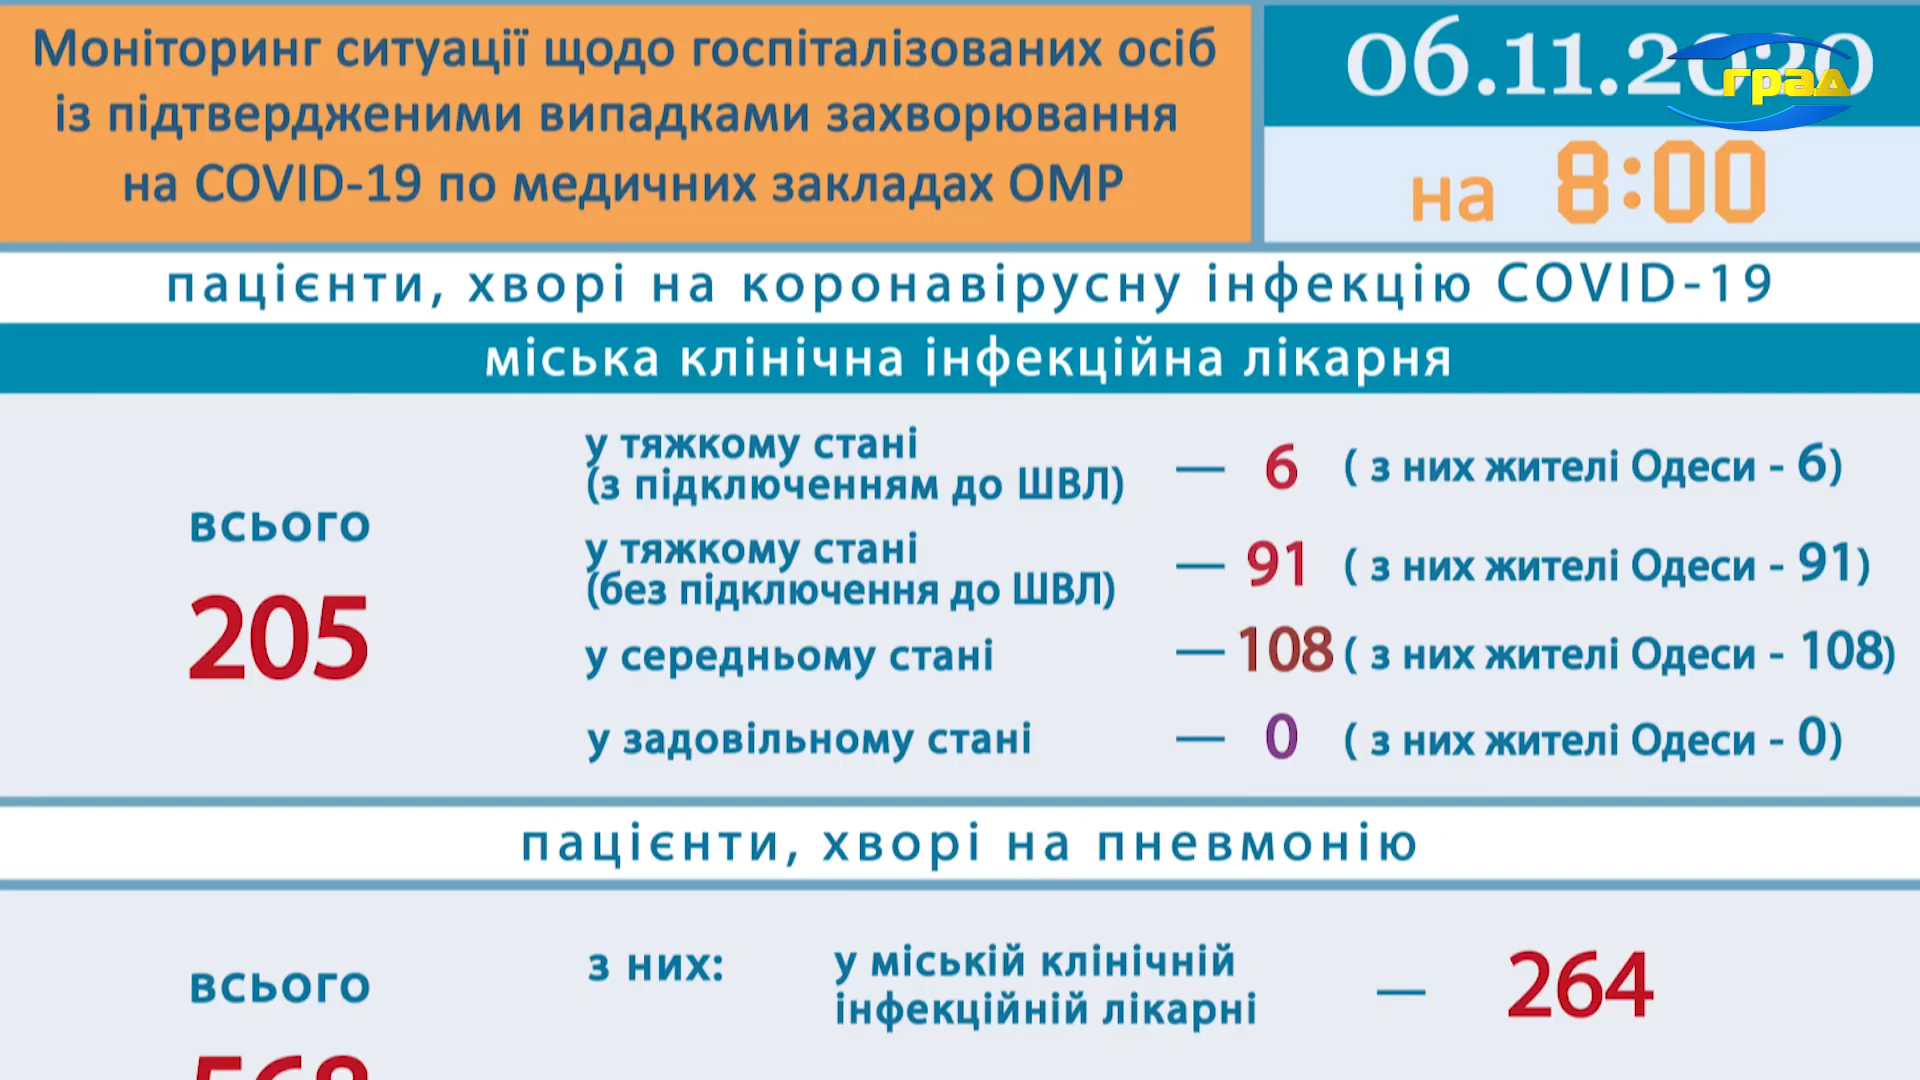 Моніторинг ситуації щодо госпіталізованих осіб
із підтвердженими випадками захворювання
на COVID-19 по медичних закладах ОМР
06.11.2020
град
на 8:00
пацієнти, хворі на коронавірусну інфекцію COVID-19
міська клінічна інфекційна лікарня
всього
205
у тяжкому стані
(з підключенням до ШВЛ) — 6 ( з них жителі Одеси - 6)
у тяжкому стані
(без підключення до ШВЛ) — 91 ( з них жителі Одеси - 91)
у середньому стані — 108 ( з них жителі Одеси - 108)
у задовільному стані — 0 ( з них жителі Одеси - 0)
пацієнти, хворі на пневмонію
всього
з них: у міській клінічній
інфекційній лікарні — 264